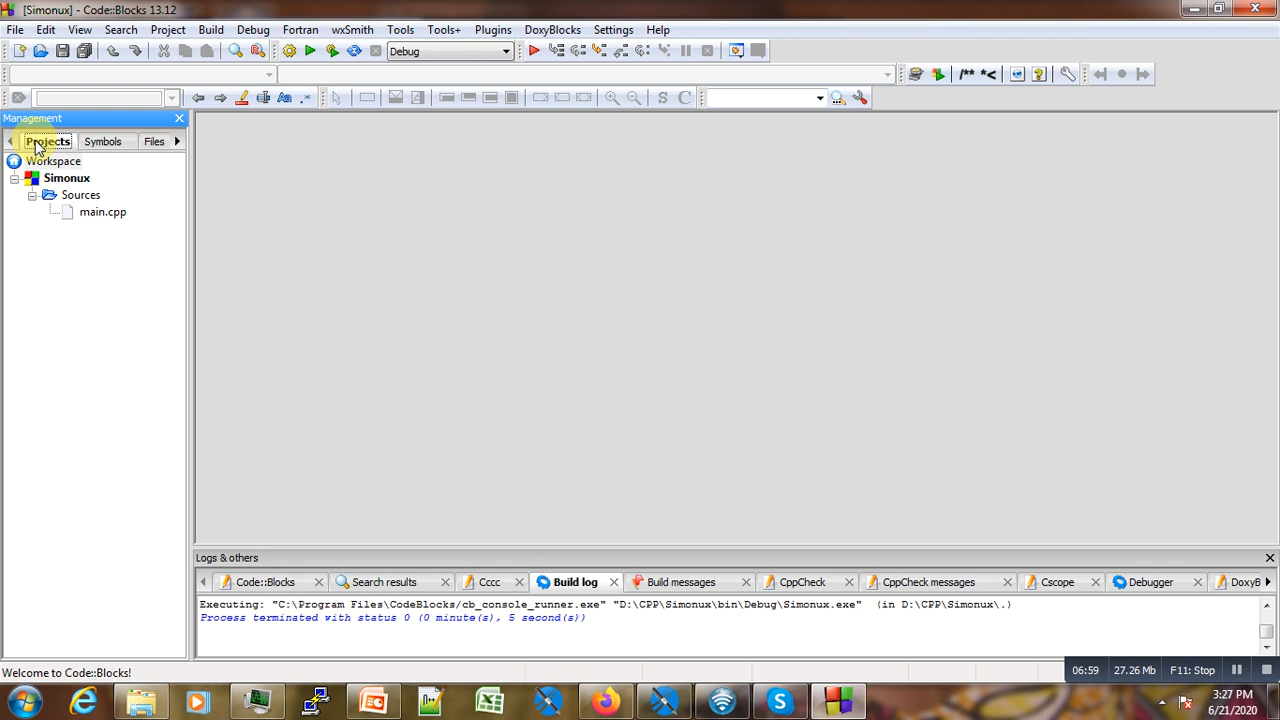 [Simonux] - Code::Blocks 13.12
File Edit View Search Project Build Debug Fortran wxSmith Tools Tools+ Plugins DoxyBlocks Settings Help
Debug
/** *<
Aa .*
S C
Management
Projects Symbols Files
Workspace
Simonux
Sources
main.cpp
Logs & others
Code::Blocks Search results Cccc Build log Build messages CppCheck CppCheck messages Cscope Debugger DoxyB
Executing: "C:\Program Files\CodeBlocks/cb_console_runner.exe" "D:\CPP\Simonux\bin\Debug\Simonux.exe" (in D:\CPP\Simonux\.)
Process terminated with status 0 (0 minute(s), 5 second(s))
Welcome to Code::Blocks!
06:59 27.26 Mb F11: Stop
3:27 PM
6/21/2020